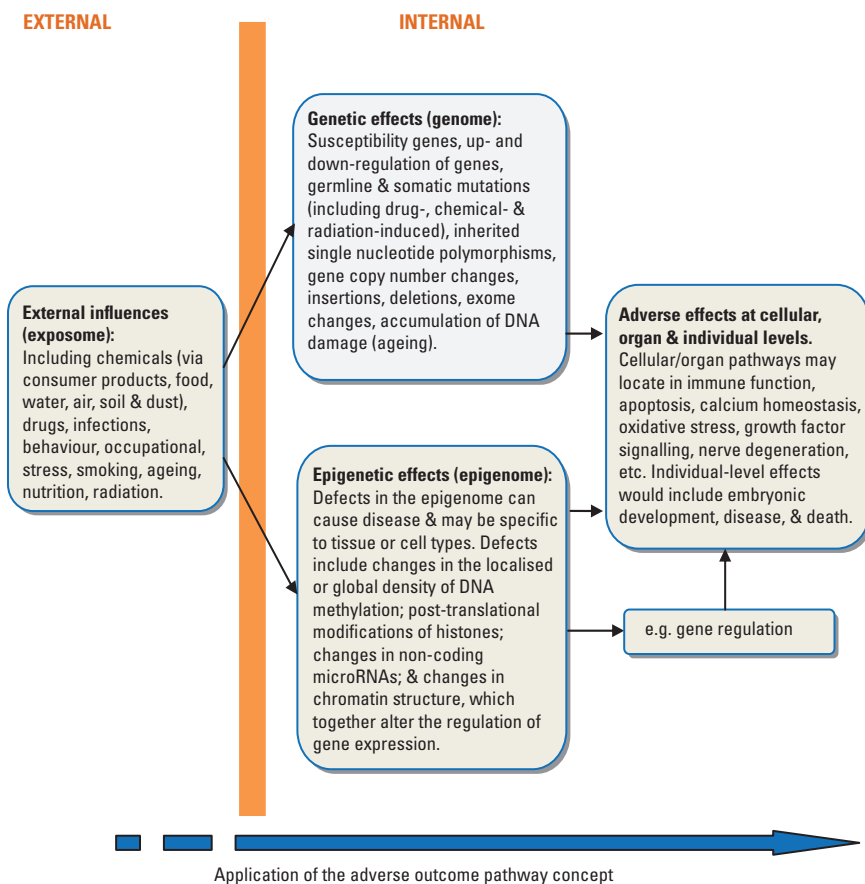 EXTERNAL
INTERNAL
Genetic effects (genome):
Susceptibility genes, up- and
down-regulation of genes,
germline & somatic mutations
(including drug-, chemical- &
radiation-induced), inherited
single nucleotide polymorphisms,
gene copy number changes,
insertions, deletions, exome
changes, accumulation of DNA
damage (ageing).
External influences
(exposome):
Including chemicals (via
consumer products, food,
water, air, soil & dust),
drugs, infections,
behaviour, occupational,
stress, smoking, ageing,
nutrition, radiation.
Adverse effects at cellular,
organ & individual levels.
Cellular/organ pathways may
locate in immune function,
apoptosis, calcium homeostasis,
oxidative stress, growth factor
signalling, nerve degeneration,
etc. Individual-level effects
would include embryonic
development, disease, & death.
Epigenetic effects (epigenome):
Defects in the epigenome can
cause disease & may be specific
to tissue or cell types. Defects
include changes in the localised
or global density of DNA
methylation; post-translational
modifications of histones;
changes in non-coding
microRNAs; & changes in
chromatin structure, which
together alter the regulation of
gene expression.
e.g. gene regulation
Application of the adverse outcome pathway concept